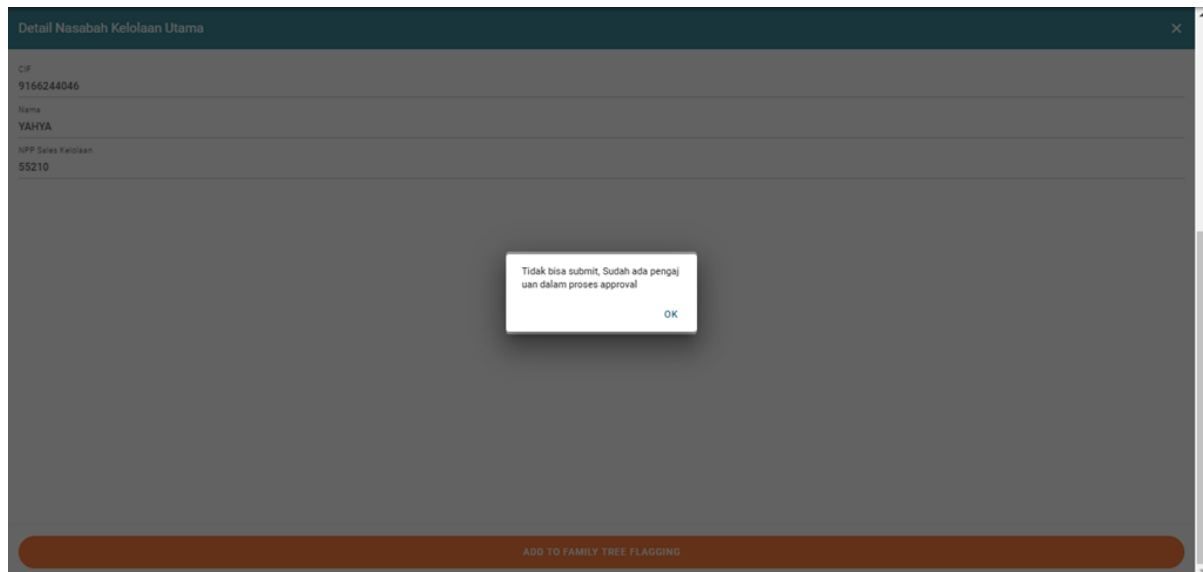 Detail Nasabah Kelolaan Utama
CIF
9166244046
Nama
YAHYA
NPP Sales Kelolaan
55210
Tidak bisa submit, Sudah ada pengaj
uan dalam proses approval
OK
ADD TO FAMILY TREE FLAGGING